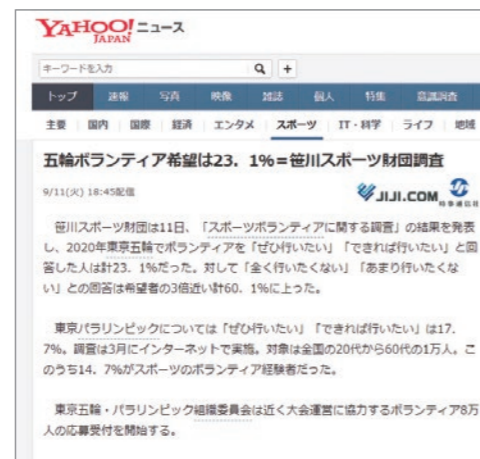 YAHOO! ニュース
JAPAN
キーワードを入力
+
トップ 速報 写真 映像 雑誌 個人 特集 意識調査
主要 国内 国際 経済 エンタメ スポーツ IT・科学 ライフ 地域
五輪ボランティア希望は23．1%=笹川スポーツ財団調査
9/11(火) 18:45配信
JIJI.COM 時事通信社
笹川スポーツ財団は11日、「スポーツボランティアに関する調査」の結果を発表
し、2020年東京五輪でボランティアを「ぜひ行いたい」「できれば行いたい」と回
答した人は計23．1%だった。対して「全く行いたくない」「あまり行いたくな
い」との回答は希望者の3倍近い計60．1%に上った。
東京パラリンピックについては「ぜひ行いたい」「できれば行いたい」は17．
7%。調査は3月にインターネットで実施。対象は全国の20代から60代の1万人。こ
のうち14．7%がスポーツのボランティア経験者だった。
東京五輪・パラリンピック組織委員会は近く大会運営に協力するボランティア8万
人の応募受付を開始する。